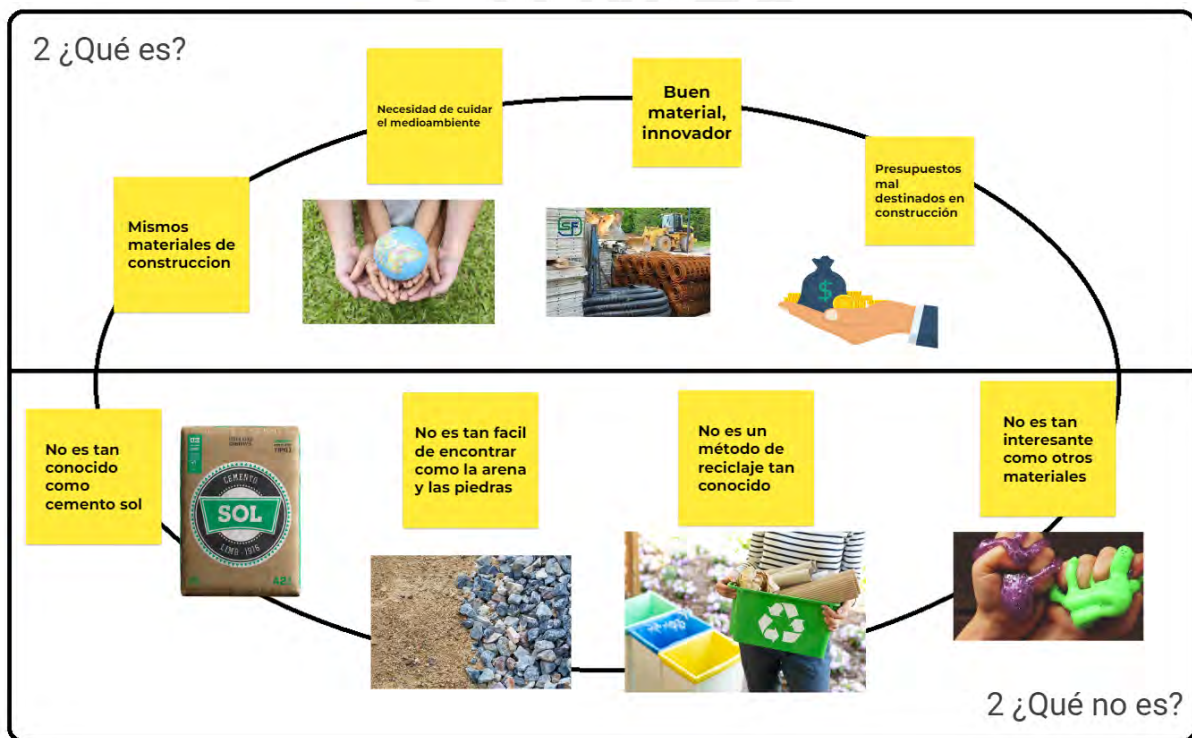 2 ¿Qué es?
Necesidad de cuidar
el medioambiente
Buen
material,
innovador
Presupuestos
mal
destinados en
construcción
Mismos
materiales de
construccion
SF
$
No es tan
conocido
como
cemento sol
CEMENTO
SOL
No es tan facil
de encontrar
como la arena
y las piedras
No es un
método de
reciclaje tan
conocido
No es tan
interesante
como otros
materiales
2 ¿Qué no es?